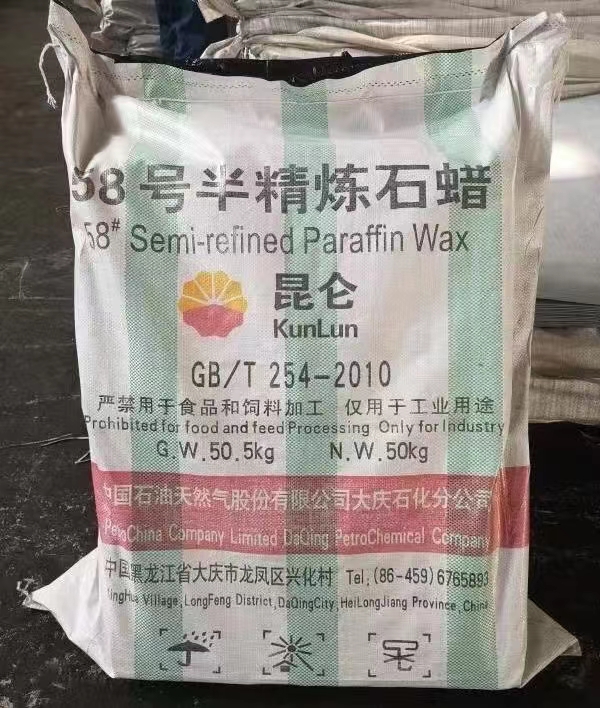 58号半精炼石蜡
58# Semi-refined Paraffin Wax
昆仑
KunLun
GB/T 254-2010
严禁用于食品和饲料加工 仅用于工业用途
Prohibited for food and feed Processing Only for Industry
G.W.50.5kg N.W.50kg
中国石油天然气股份有限公司大庆石化分公司
PetroChina Company Limited DaQing PetroChemical Company
中国黑龙江省大庆市龙凤区兴化村 Tel,(86-459)6765893
XingHua Village,LongFeng District,DaQingCity,HeiLongJiang Province,China